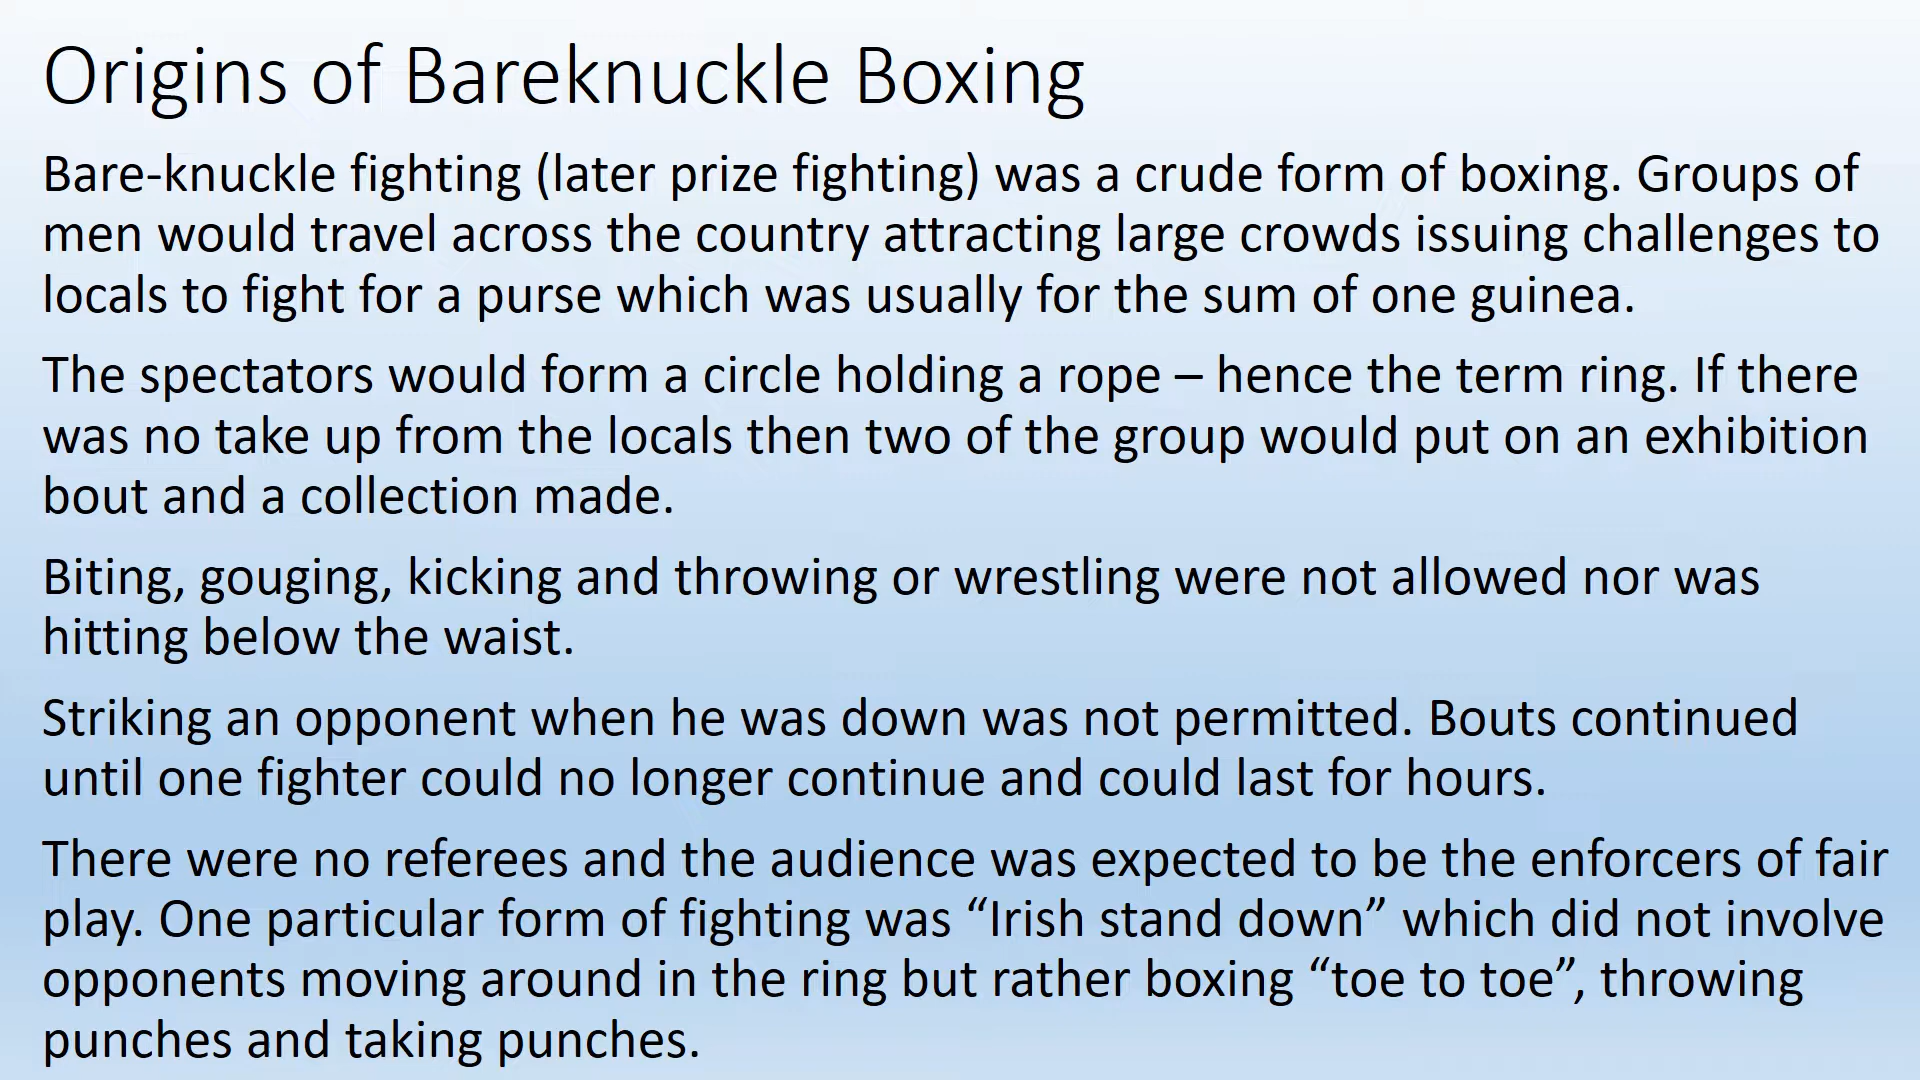 Origins of Bareknuckle Boxing
Bare-knuckle fighting (later prize fighting) was a crude form of boxing. Groups of
men would travel across the country attracting large crowds issuing challenges to
locals to fight for a purse which was usually for the sum of one guinea.
The spectators would form a circle holding a rope – hence the term ring. If there
was no take up from the locals then two of the group would put on an exhibition
bout and a collection made.
Biting, gouging, kicking and throwing or wrestling were not allowed nor was
hitting below the waist.
Striking an opponent when he was down was not permitted. Bouts continued
until one fighter could no longer continue and could last for hours.
There were no referees and the audience was expected to be the enforcers of fair
play. One particular form of fighting was “Irish stand down” which did not involve
opponents moving around in the ring but rather boxing “toe to toe”, throwing
punches and taking punches.